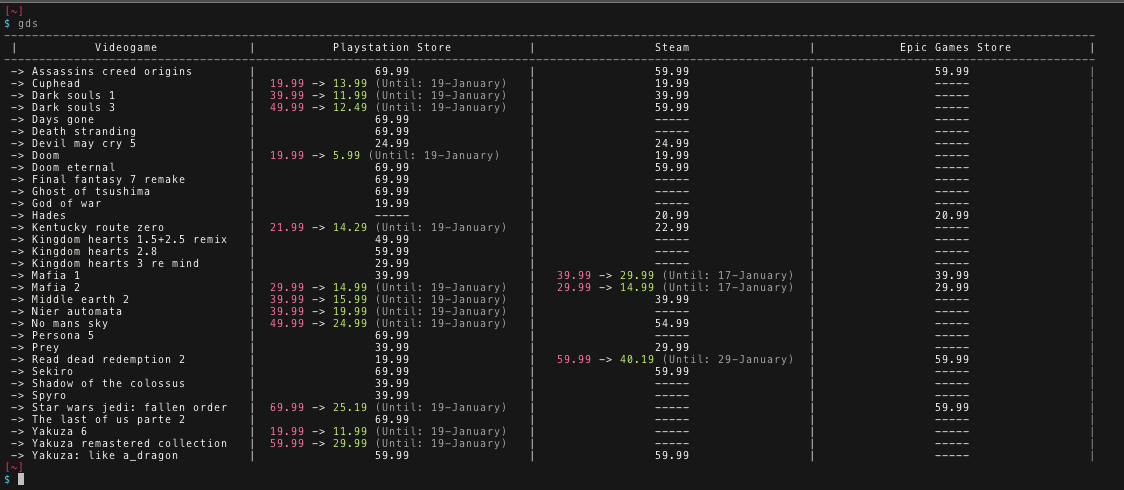 [~]
$ gds
| Videogame | Playstation Store | Steam | Epic Games Store |
-> Assassins creed origins | 69.99 | 59.99 | 59.99 |
-> Cuphead | 19.99 -> 13.99 (Until: 19-January) | 19.99 | ----- |
-> Dark souls 1 | 39.99 -> 11.99 (Until: 19-January) | 39.99 | ----- |
-> Dark souls 3 | 49.99 -> 12.49 (Until: 19-January) | 59.99 | ----- |
-> Days gone | 69.99 | ----- | ----- |
-> Death stranding | 69.99 | ----- | ----- |
-> Devil may cry 5 | 24.99 | 24.99 | ----- |
-> Doom | 19.99 -> 5.99 (Until: 19-January) | 19.99 | ----- |
-> Doom eternal | 69.99 | 59.99 | ----- |
-> Final fantasy 7 remake | 69.99 | ----- | ----- |
-> Ghost of tsushima | 69.99 | ----- | ----- |
-> God of war | 19.99 | ----- | ----- |
-> Hades | ----- | 20.99 | 20.99 |
-> Kentucky route zero | 21.99 -> 14.29 (Until: 19-January) | 22.99 | ----- |
-> Kingdom hearts 1.5+2.5 remix | 49.99 | ----- | ----- |
-> Kingdom hearts 2.8 | 59.99 | ----- | ----- |
-> Kingdom hearts 3 re mind | 29.99 | ----- | ----- |
-> Mafia 1 | 39.99 | 39.99 -> 29.99 (Until: 17-January) | 39.99 |
-> Mafia 2 | 29.99 -> 14.99 (Until: 19-January) | 29.99 -> 14.99 (Until: 17-January) | 29.99 |
-> Middle earth 2 | 39.99 -> 15.99 (Until: 19-January) | 39.99 | ----- |
-> Nier automata | 39.99 -> 19.99 (Until: 19-January) | ----- | ----- |
-> No mans sky | 49.99 -> 24.99 (Until: 19-January) | 54.99 | ----- |
-> Persona 5 | 69.99 | ----- | ----- |
-> Prey | 39.99 | 29.99 | ----- |
-> Read dead redemption 2 | 19.99 | 59.99 -> 40.19 (Until: 29-January) | 59.99 |
-> Sekiro | 69.99 | 59.99 | ----- |
-> Shadow of the colossus | 39.99 | ----- | ----- |
-> Spyro | 39.99 | ----- | ----- |
-> Star wars jedi: fallen order | 69.99 -> 25.19 (Until: 19-January) | ----- | 59.99 |
-> The last of us parte 2 | 69.99 | ----- | ----- |
-> Yakuza 6 | 19.99 -> 11.99 (Until: 19-January) | ----- | ----- |
-> Yakuza remastered collection | 59.99 -> 29.99 (Until: 19-January) | ----- | ----- |
-> Yakuza: like a_dragon | 59.99 | 59.99 | ----- |
[~]
$